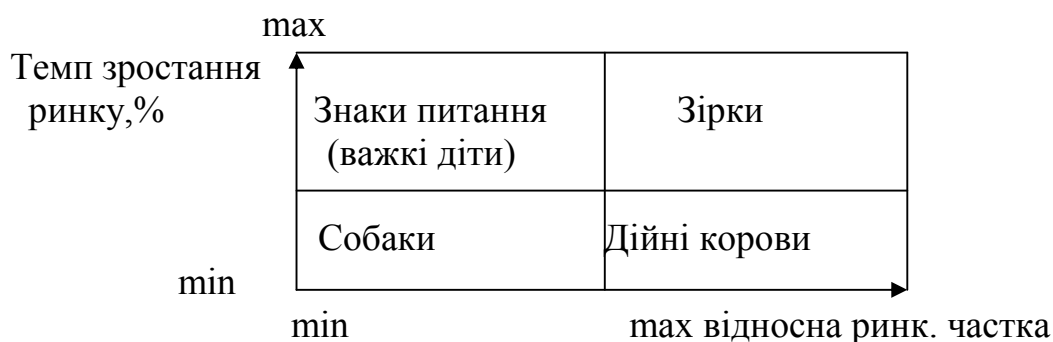 max
Темп зростання
ринку,%
Знаки питання
(важкі діти)
Зірки
Собаки
Дійні корови
min
min
max відносна ринк. частка